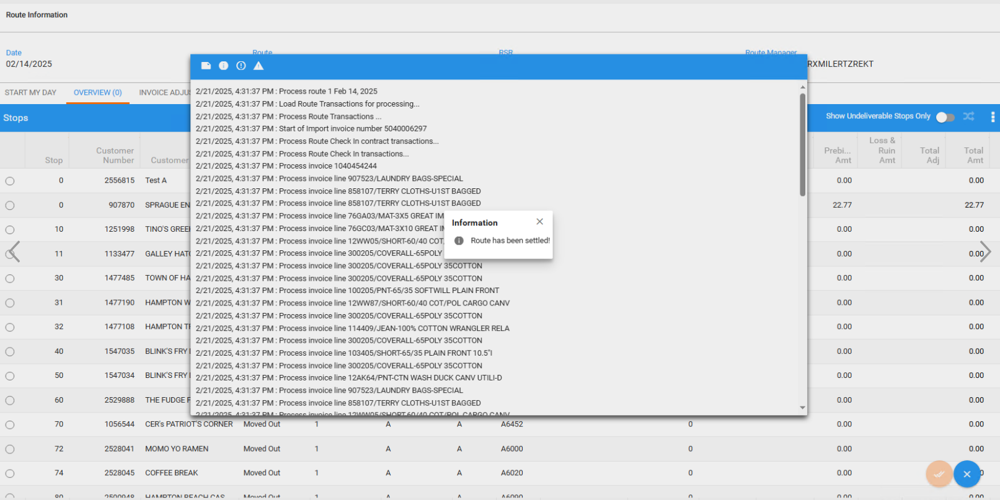 Route Information
Date
Route
RSR
Route Manager
02/14/2025
RXMILERTZREKT
START MY DAY
OVERVIEW (0)
INVOICE ADJUS
Stops
Show Undeliverable Stops Only
Stop
Customer Number
Customer
Prebi... Amt
Loss & Ruin Amt
Total Adj
Total Amt
2/21/2025, 4:31:37 PM : Process route 1 Feb 14, 2025
2/21/2025, 4:31:37 PM : Load Route Transactions for processing...
2/21/2025, 4:31:37 PM : Process Route Transactions ...
2/21/2025, 4:31:37 PM : Start of Import invoice number 5040006297
2/21/2025, 4:31:37 PM : Process Route Check In contract transactions...
2/21/2025, 4:31:37 PM : Process Route Check In transactions...
2/21/2025, 4:31:37 PM : Process invoice 1040454244
2/21/2025, 4:31:37 PM : Process invoice line 907523/LAUNDRY BAGS-SPECIAL
2/21/2025, 4:31:37 PM : Process invoice line 858107/TERRY CLOTHS-U1ST BAGGED
2/21/2025, 4:31:37 PM : Process invoice line 858107/TERRY CLOTHS-U1ST BAGGED
2/21/2025, 4:31:37 PM : Process invoice line 76GA03/MAT-3X5 GREAT IM
2/21/2025, 4:31:37 PM : Process invoice line 76GC03/MAT-3X10 GREAT I
2/21/2025, 4:31:37 PM : Process invoice line 12WW05/SHORT-60/40 COT
2/21/2025, 4:31:37 PM : Process invoice line 300205/COVERALL-65POLY
2/21/2025, 4:31:37 PM : Process invoice line 300205/COVERALL-65POLY 35COTTON
2/21/2025, 4:31:37 PM : Process invoice line 300205/COVERALL-65POLY 35COTTON
2/21/2025, 4:31:37 PM : Process invoice line 100205/PNT-65/35 SOFTWILL PLAIN FRONT
2/21/2025, 4:31:37 PM : Process invoice line 12WW87/SHORT-60/40 COT/POL CARGO CANV
2/21/2025, 4:31:37 PM : Process invoice line 300205/COVERALL-65POLY 35COTTON
2/21/2025, 4:31:37 PM : Process invoice line 114409/JEAN-100% COTTON WRANGLER RELA
2/21/2025, 4:31:37 PM : Process invoice line 300205/COVERALL-65POLY 35COTTON
2/21/2025, 4:31:37 PM : Process invoice line 103405/SHORT-65/35 PLAIN FRONT 10.5"I
2/21/2025, 4:31:37 PM : Process invoice line 300205/COVERALL-65POLY 35COTTON
2/21/2025, 4:31:37 PM : Process invoice line 12AK64/PNT-CTN WASH DUCK CANV UTILI-D
2/21/2025, 4:31:37 PM : Process invoice line 907523/LAUNDRY BAGS-SPECIAL
2/21/2025, 4:31:37 PM : Process invoice line 858107/TERRY CLOTHS-U1ST BAGGED
2/21/2025, 4:31:37 PM : Process invoice line 12WW05/SHORT-60/40 COT/POL CARGO CANV
Information
Route has been settled!
0 2556815 Test A 0.00 0.00
0 907870 SPRAGUE EN 22.77 22.77
10 1251998 TINO'S GREE 0.00 0.00
11 1133477 GALLEY HAT 0.00 0.00
30 1477485 TOWN OF HA 0.00 0.00
31 1477190 HAMPTON W 0.00 0.00
32 1477108 HAMPTON T 0.00 0.00
40 1547035 BLINK'S FRY 0.00 0.00
50 1547034 BLINK'S FRY 0.00 0.00
60 2529888 THE FUDGE F 0.00 0.00
70 1056544 CER's PATRIOT'S CORNER Moved Out 1 A A A6452 0 0.00 0.00
72 2528041 MOMO YO RAMEN Moved Out 1 A A A6000 0 0.00 0.00
74 2528045 COFFEE BREAK Moved Out 1 A A A6020 0 0.00
80 2500948 HAMPTON BEACH CAS Moved Out 1 A A A6090 0 0.00 0.00